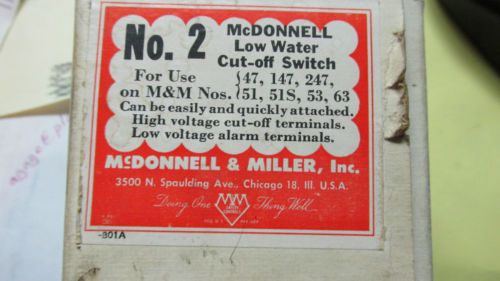 No. 2
McDONNELL
Low Water
Cut-off Switch
For Use {47, 147, 247,
on M&M Nos. {51, 51S, 53, 63
Can be easily and quickly attached.
High voltage cut-off terminals.
Low voltage alarm terminals.
McDONNELL & MILLER, Inc.
3500 N. Spaulding Ave., Chicago 18, Ill. U.S.A.
Doing One Thing Well
-801A